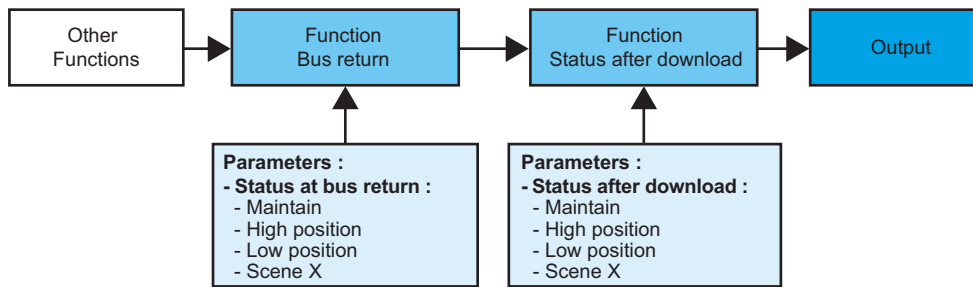 Other
Functions
Function
Bus return
Function
Status after download
Output
Parameters :
- Status at bus return :
- Maintain
- High position
- Low position
- Scene X
Parameters :
- Status after download :
- Maintain
- High position
- Low position
- Scene X